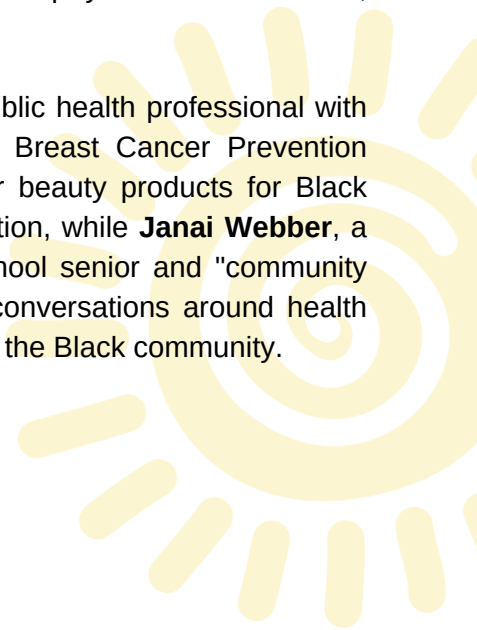 blic health professional with
Breast Cancer Prevention
r beauty products for Black
tion, while Janai Webber, a
hool senior and "community
conversations around health
the Black community.